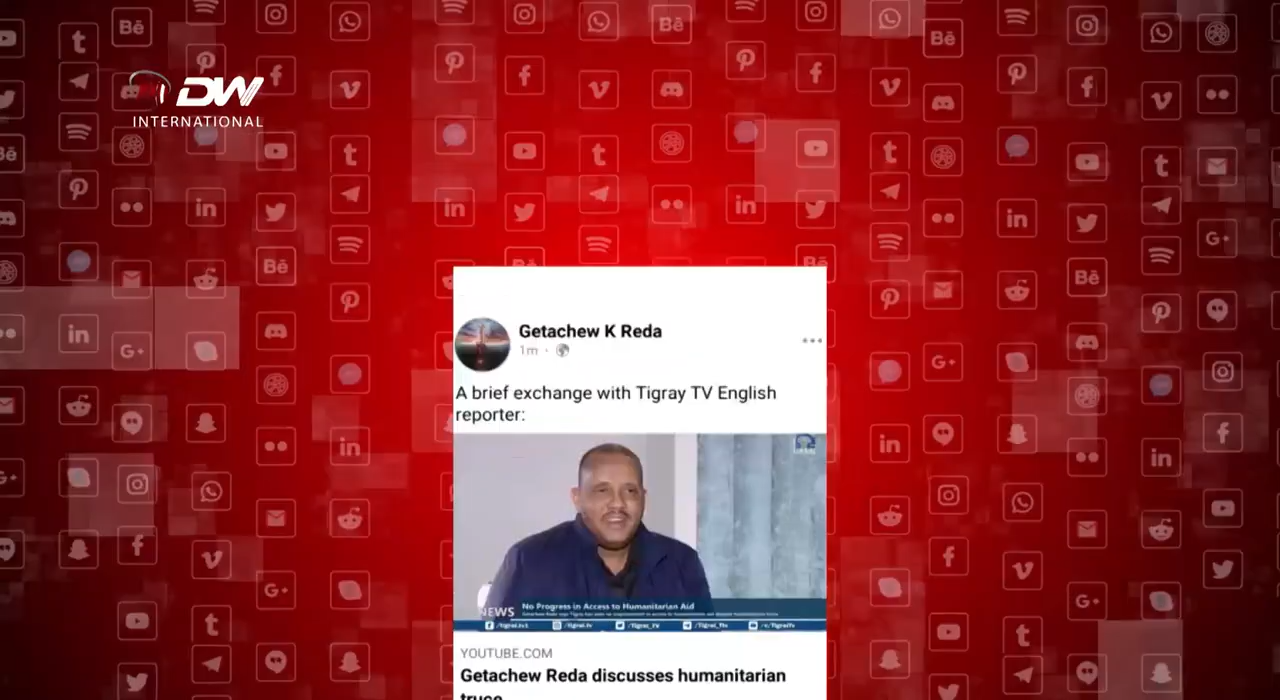 DW
INTERNATIONAL
Getachew K Reda
1m ·
A brief exchange with Tigray TV English
reporter:
NEWS
No Progress in Access to Humanitarian Aid
YOUTUBE.COM
Getachew Reda discusses humanitarian
truce